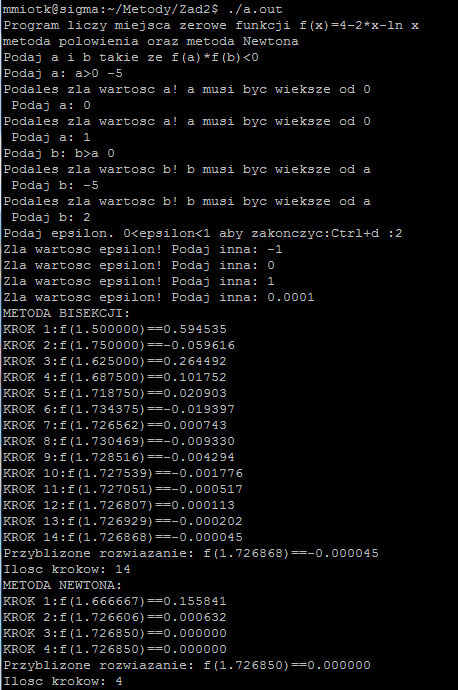 mmiotk@sigma:~/Metody/Zad2$ ./a.out
Program liczy miejsca zerowe funkcji f(x)=4-2*x-ln x
metoda polowienia oraz metoda Newtona
Podaj a i b takie ze f(a)*f(b)<0
Podaj a: a>0 -5
Podales zla wartosc a! a musi byc wieksze od 0
 Podaj a: 0
Podales zla wartosc a! a musi byc wieksze od 0
 Podaj a: 1
Podaj b: b>a 0
Podales zla wartosc b! b musi byc wieksze od a
 Podaj b: -5
Podales zla wartosc b! b musi byc wieksze od a
 Podaj b: 2
Podaj epsilon. 0<epsilon<1 aby zakonczyc:Ctrl+d :2
Zla wartosc epsilon! Podaj inna: -1
Zla wartosc epsilon! Podaj inna: 0
Zla wartosc epsilon! Podaj inna: 1
Zla wartosc epsilon! Podaj inna: 0.0001
METODA BISEKCJI:
KROK 1:f(1.500000)==0.594535
KROK 2:f(1.750000)==-0.059616
KROK 3:f(1.625000)==0.264492
KROK 4:f(1.687500)==0.101752
KROK 5:f(1.718750)==0.020903
KROK 6:f(1.734375)==-0.019397
KROK 7:f(1.726562)==0.000743
KROK 8:f(1.730469)==-0.009330
KROK 9:f(1.728516)==-0.004294
KROK 10:f(1.727539)==-0.001776
KROK 11:f(1.727051)==-0.000517
KROK 12:f(1.726807)==0.000113
KROK 13:f(1.726929)==-0.000202
KROK 14:f(1.726868)==-0.000045
Przyblizone rozwiazanie: f(1.726868)==-0.000045
Ilosc krokow: 14
METODA NEWTONA:
KROK 1:f(1.666667)==0.155841
KROK 2:f(1.726606)==0.000632
KROK 3:f(1.726850)==0.000000
KROK 4:f(1.726850)==0.000000
Przyblizone rozwiazanie: f(1.726850)==0.000000
Ilosc krokow: 4